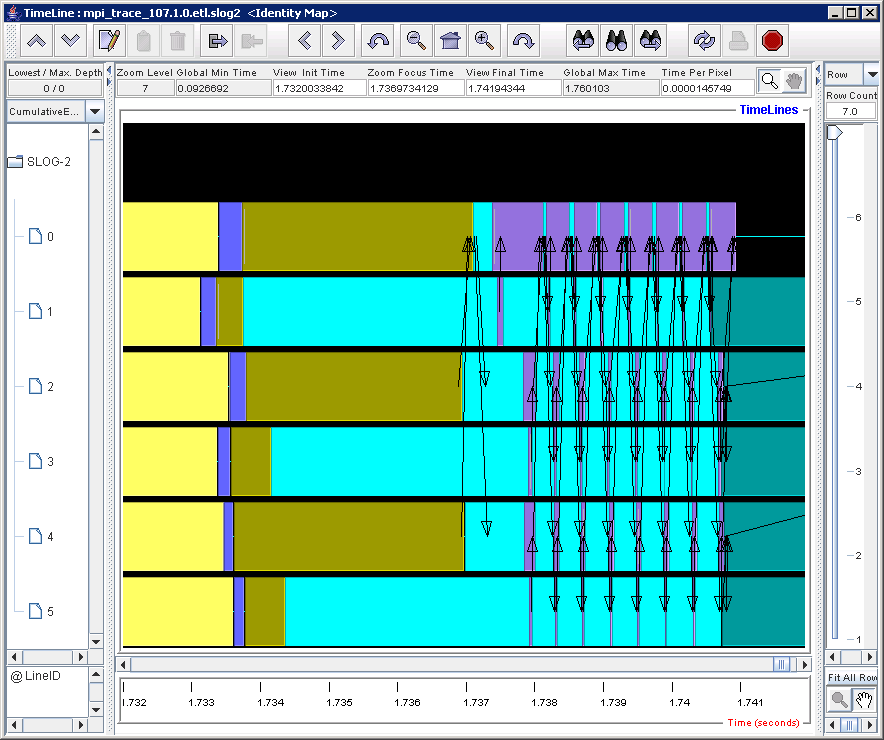 TimeLine : mpi_trace_107.1.0.etl.slog2 <Identity Map>
Lowest / Max. Depth
0 / 0
Zoom Level
7
Global Min Time
0.0926692
View Init Time
1.7320033842
Zoom Focus Time
1.7369734129
View Final Time
1.74194344
Global Max Time
1.760103
Time Per Pixel
0.0000145749
Row
Row Count
7.0
CumulativeE...
TimeLines
SLOG-2
0
1
2
3
4
5
6
5
4
3
2
1
@ LineID
Fit All Row
1.732
1.733
1.734
1.735
1.736
1.737
1.738
1.739
1.74
1.741
Time (seconds)